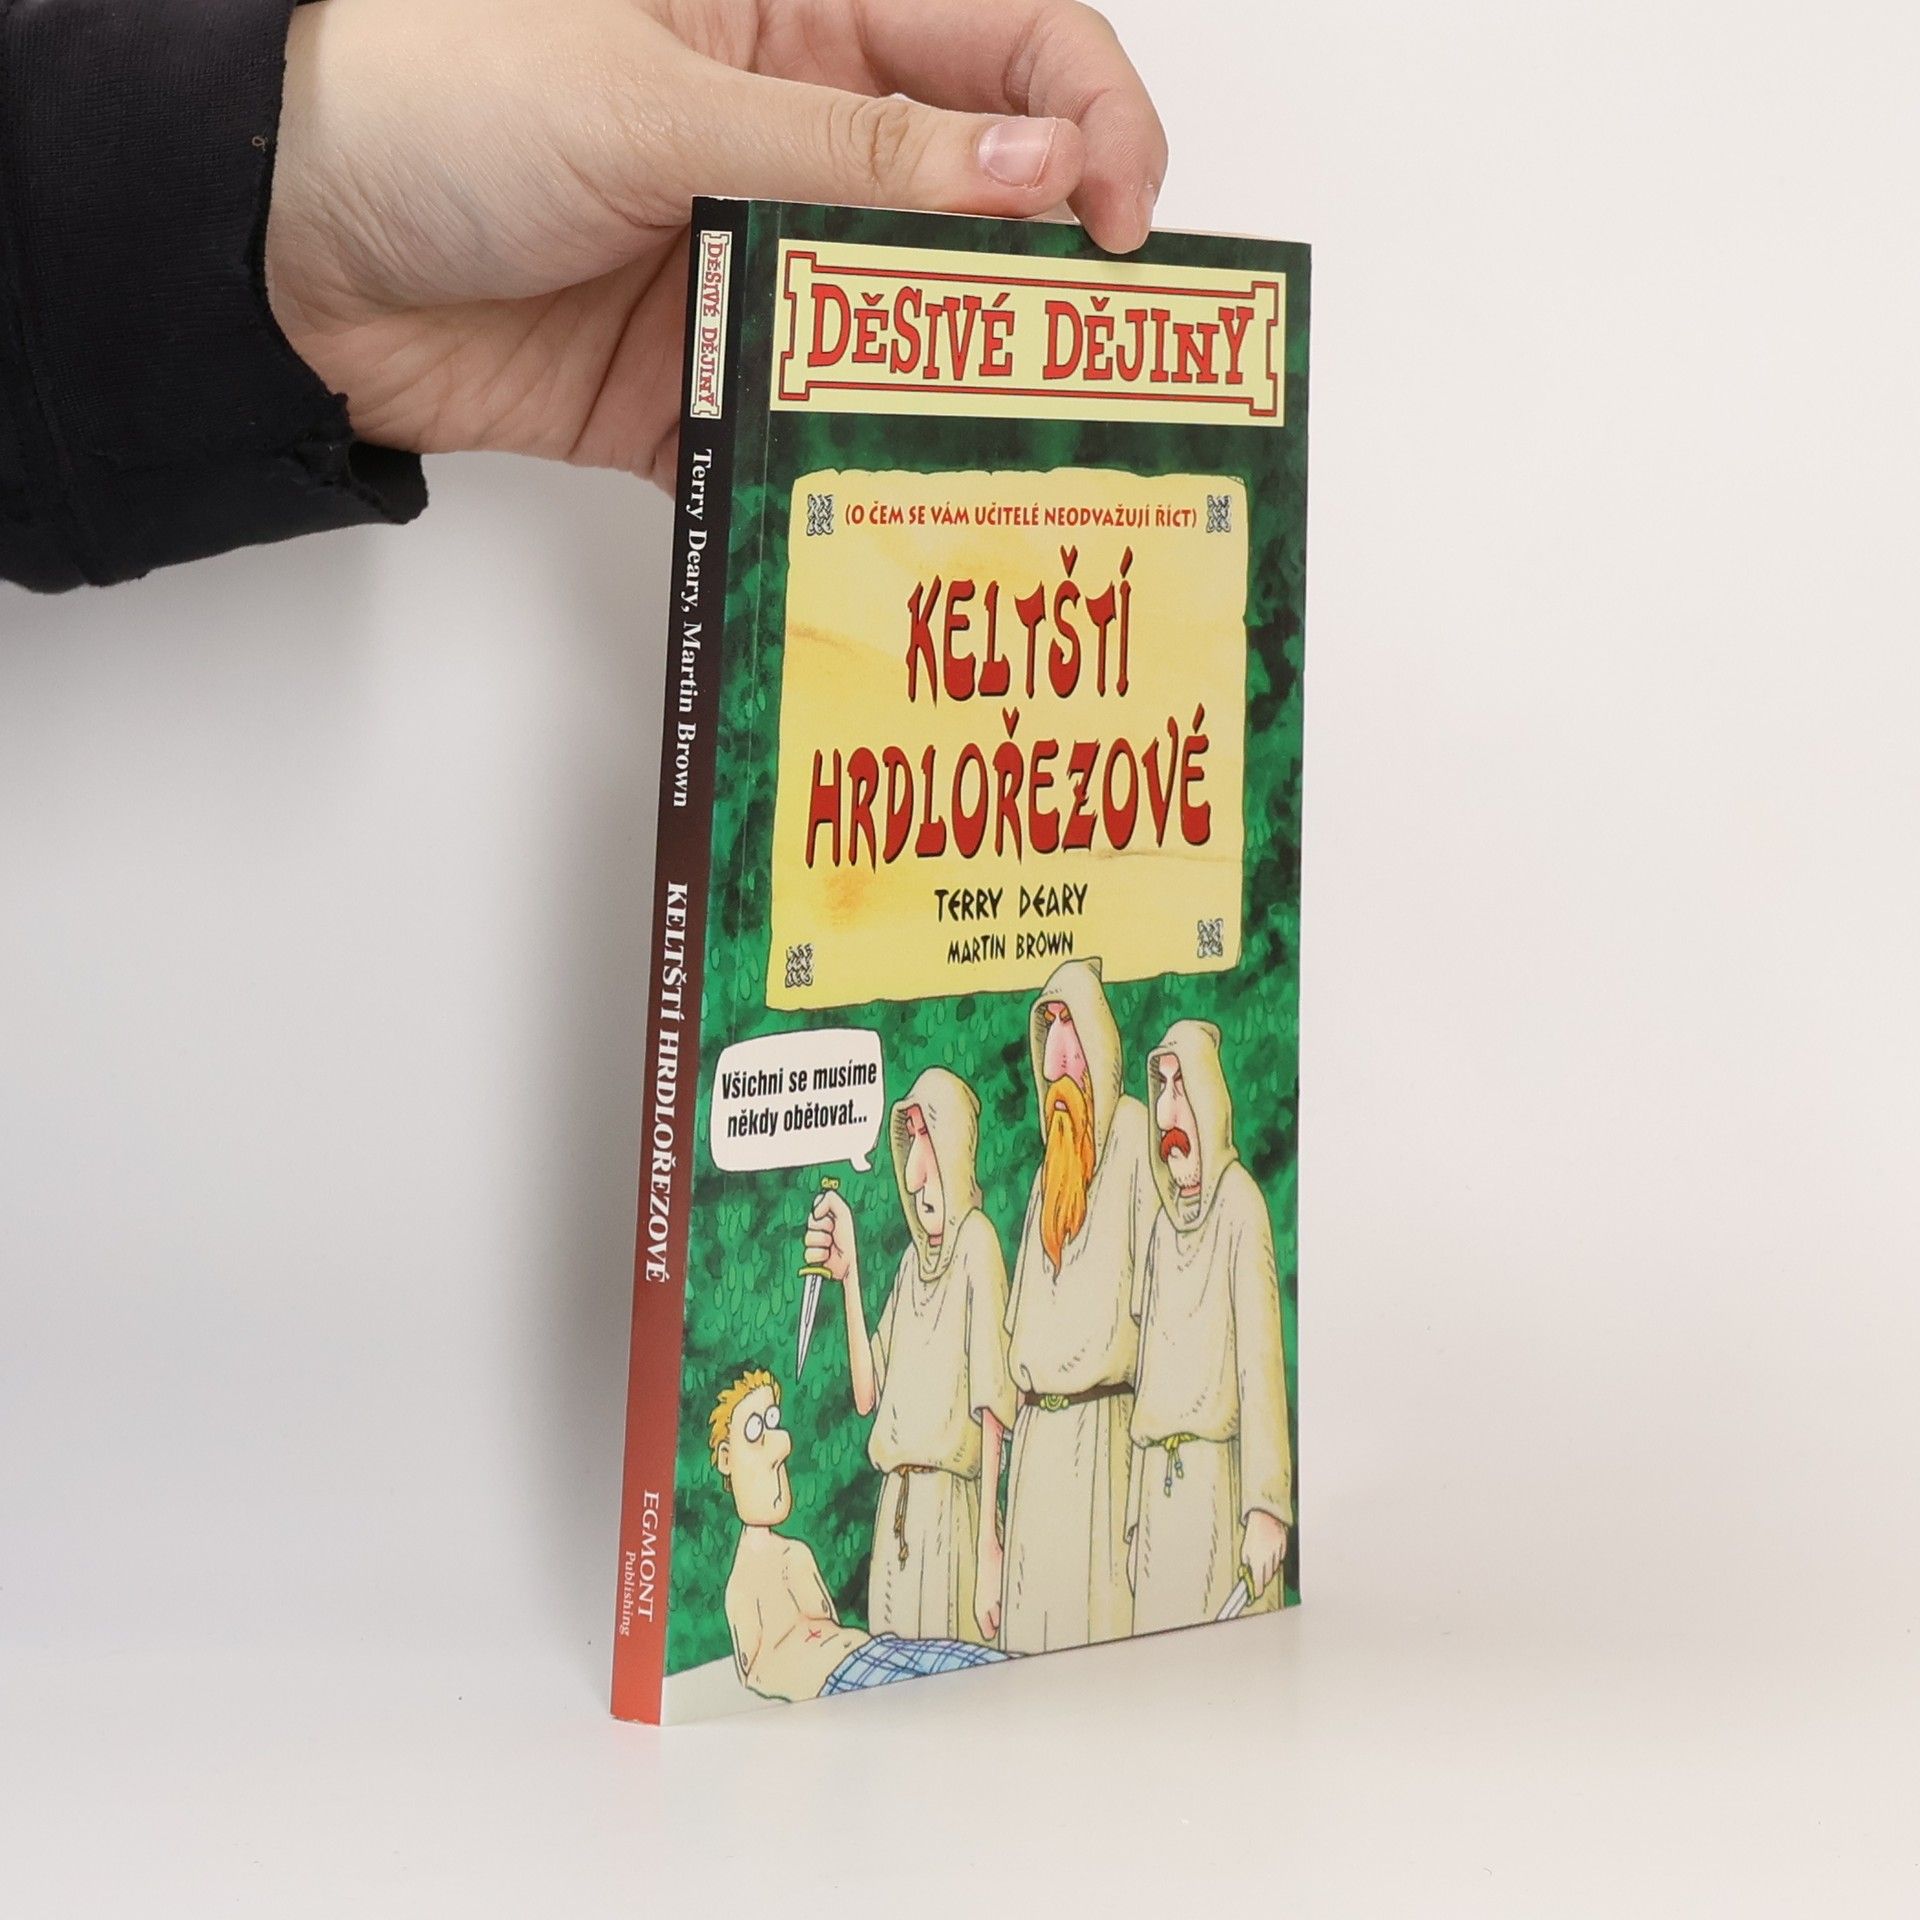 DĚSIVÉ DĚJINY
(O ČEM SE VÁM UČITELÉ NEODVAŽUJÍ ŘÍCT)
KELTŠTÍ
HRDLOŘEZOVÉ
TERRY DEARY
MARTIN BROWN
Všichni se musíme
někdy obětovat...
DĚSIVÉ DĚJINY
Terry Deary, Martin Brown
KELTŠTÍ HRDLOŘEZOVÉ
EGMONT
Publishing